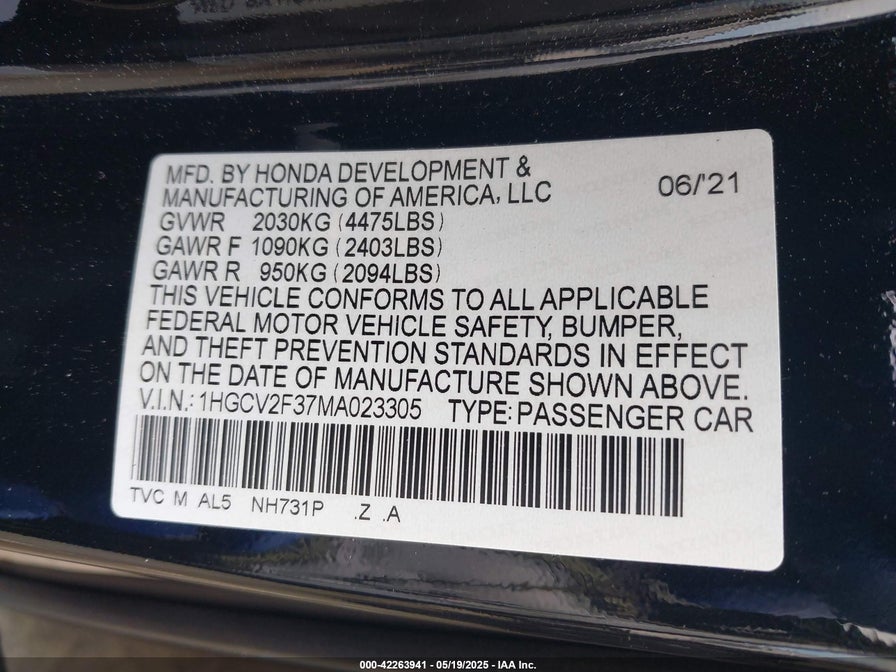 MFD. BY HONDA DEVELOPMENT &
MANUFACTURING OF AMERICA, LLC
06/'21
GVWR 2030KG (4475LBS)
GAWR F 1090KG (2403LBS)
GAWR R 950KG (2094LBS)
THIS VEHICLE CONFORMS TO ALL APPLICABLE
FEDERAL MOTOR VEHICLE SAFETY, BUMPER,
AND THEFT PREVENTION STANDARDS IN EFFECT
ON THE DATE OF MANUFACTURE SHOWN ABOVE.
V.I.N.: 1HGCV2F37MA023305 TYPE: PASSENGER CAR
TVC M AL5 NH731P .Z .A
000-42263941 - 05/19/2025 - IAA Inc.